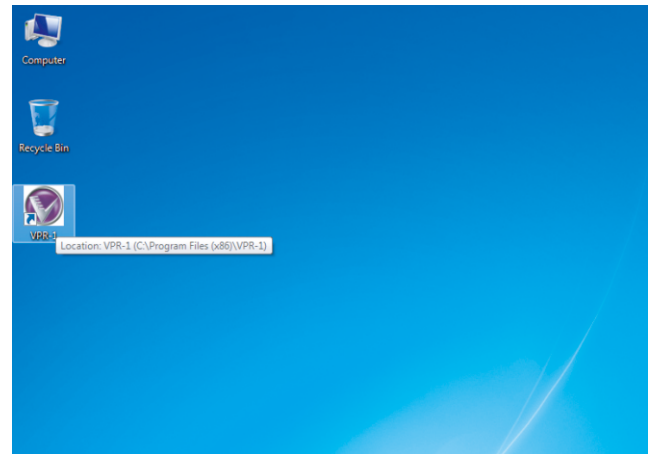 Computer
Recycle Bin
VPR-1
Location: VPR-1 (C:\Program Files (x86)\VPR-1)